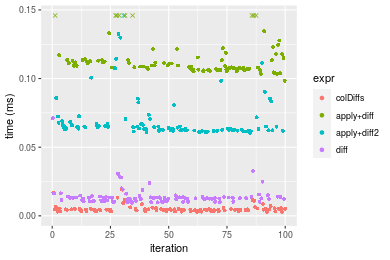 0.15
0.10
0.05
0.00
time (ms)
0
25
50
75
100
iteration
expr
colDiffs
apply+diff
apply+diff2
diff